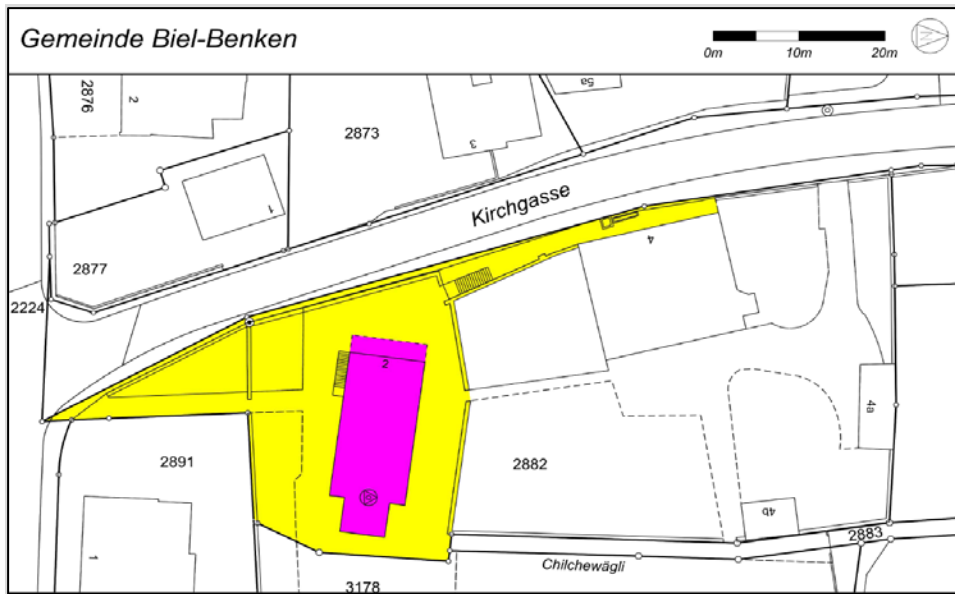 Gemeinde Biel-Benken
0m 10m 20m
N
2876
2
5a
2873
3
Kirchgasse
1
2877
4
2224
2
4a
2891
2882
4b
2883
1
Chilchewägli
3178